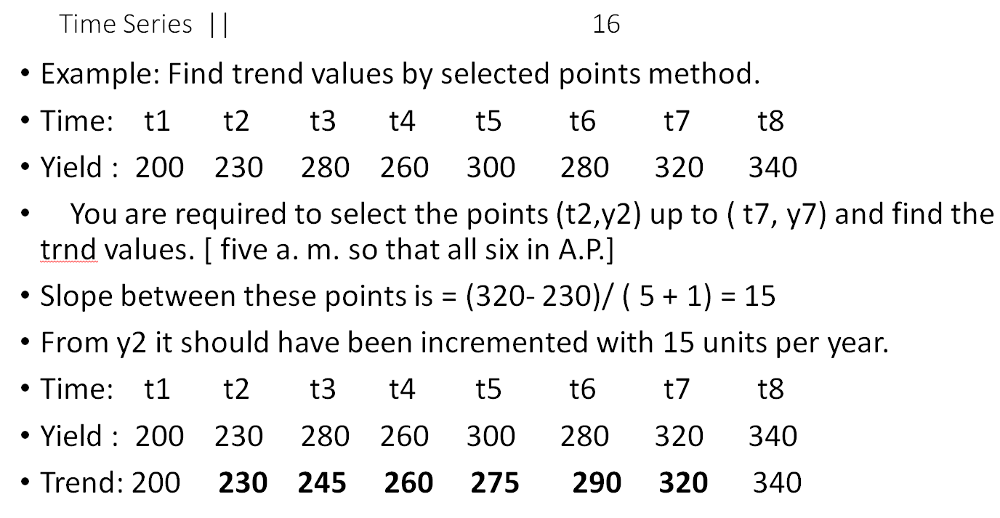 Time Series || 16
• Example: Find trend values by selected points method.
• Time: t1 t2 t3 t4 t5 t6 t7 t8
• Yield : 200 230 280 260 300 280 320 340
• You are required to select the points (t2,y2) up to ( t7, y7) and find the
trnd values. [ five a. m. so that all six in A.P.]
• Slope between these points is = (320- 230)/ ( 5 + 1) = 15
• From y2 it should have been incremented with 15 units per year.
• Time: t1 t2 t3 t4 t5 t6 t7 t8
• Yield : 200 230 280 260 300 280 320 340
• Trend: 200 230 245 260 275 290 320 340